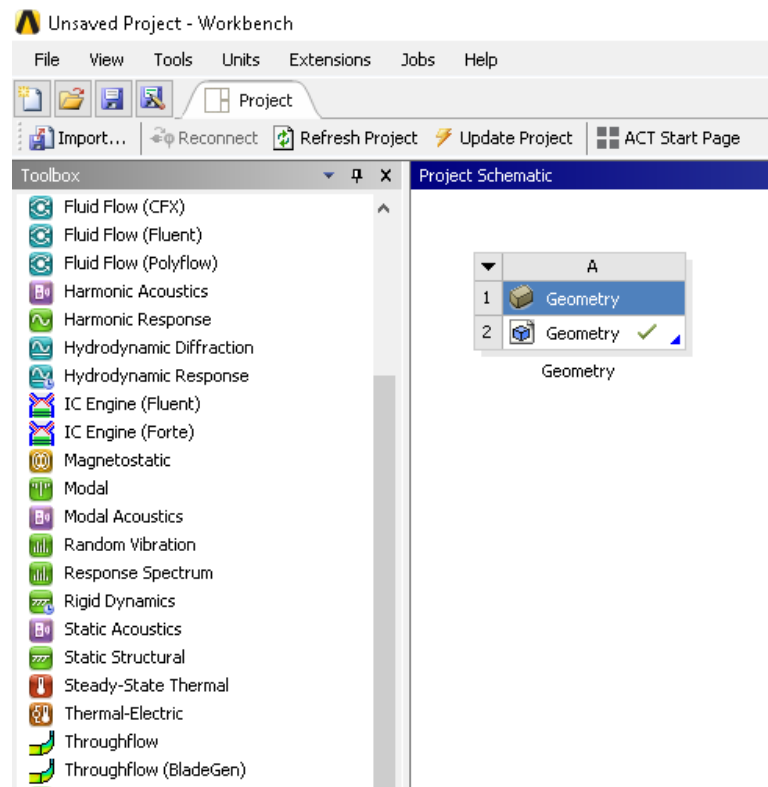 Unsaved Project - Workbench
File View Tools Units Extensions Jobs Help
Project
Import... Reconnect Refresh Project Update Project ACT Start Page
Toolbox
Fluid Flow (CFX)
Fluid Flow (Fluent)
Fluid Flow (Polyflow)
Harmonic Acoustics
Harmonic Response
Hydrodynamic Diffraction
Hydrodynamic Response
IC Engine (Fluent)
IC Engine (Forte)
Magnetostatic
Modal
Modal Acoustics
Random Vibration
Response Spectrum
Rigid Dynamics
Static Acoustics
Static Structural
Steady-State Thermal
Thermal-Electric
Throughflow
Throughflow (BladeGen)
Project Schematic
A
1 Geometry
2 Geometry
Geometry